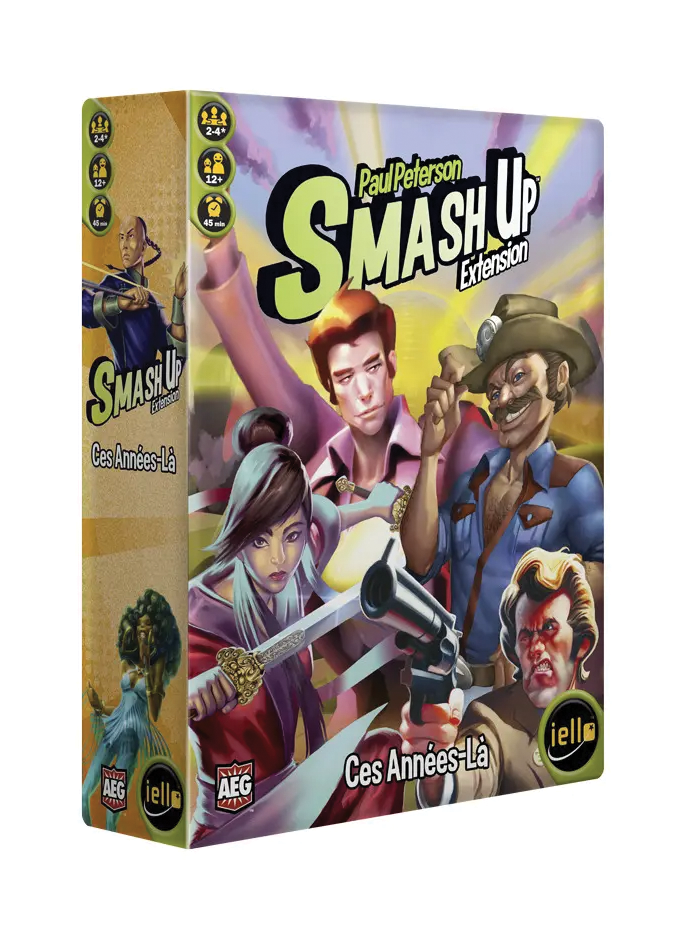 2-4*
12+
45 min
Smash Up
Extension
Ces Années-Là
AEG
iello
2-4*
12+
45 min
Paul Peterson
Smash Up™
Extension
Ces Années-Là
AEG
iello